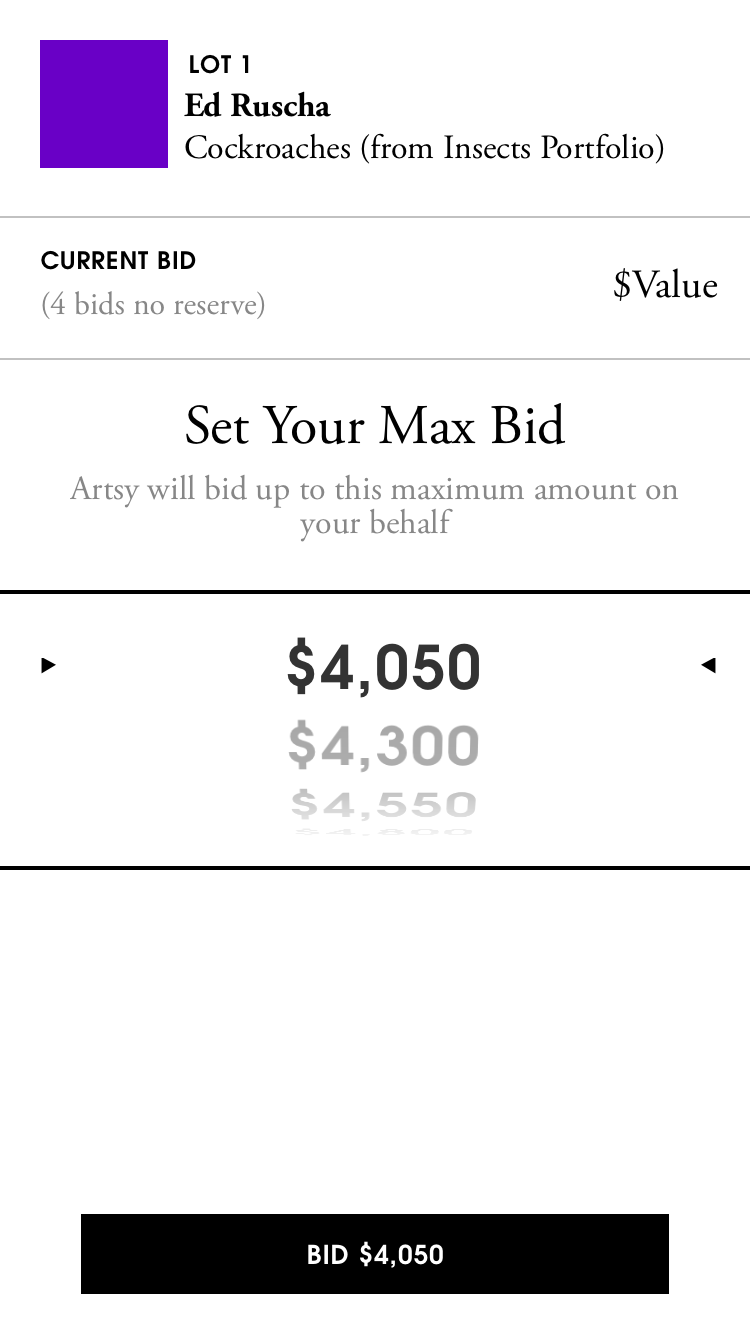 LOT 1
Ed Ruscha
Cockroaches (from Insects Portfolio)
CURRENT BID
(4 bids no reserve)
$Value
Set Your Max Bid
Artsy will bid up to this maximum amount on
your behalf
$4,050
$4,300
$4,550
BID $4,050